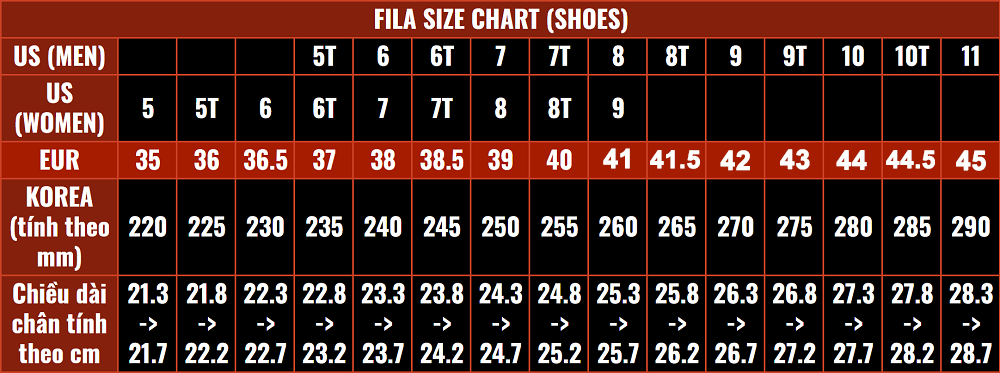 FILA SIZE CHART (SHOES)
US (MEN) 5T 6 6T 7 7T 8 8T 9 9T 10 10T 11
US (WOMEN) 5 5T 6 6T 7 7T 8 8T 9
EUR 35 36 36.5 37 38 38.5 39 40 41 41.5 42 43 44 44.5 45
KOREA (tính theo mm) 220 225 230 235 240 245 250 255 260 265 270 275 280 285 290
Chiều dài chân tính theo cm 21.3 -> 21.7 21.8 -> 22.2 22.3 -> 22.7 22.8 -> 23.2 23.3 -> 23.7 23.8 -> 24.2 24.3 -> 24.7 24.8 -> 25.2 25.3 -> 25.7 25.8 -> 26.2 26.3 -> 26.7 26.8 -> 27.2 27.3 -> 27.7 27.8 -> 28.2 28.3 -> 28.7